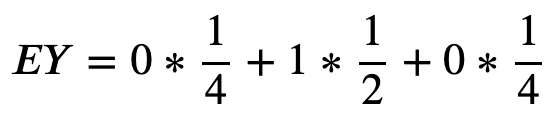 EY = 0 * 1/4 + 1 * 1/2 + 0 * 1/4